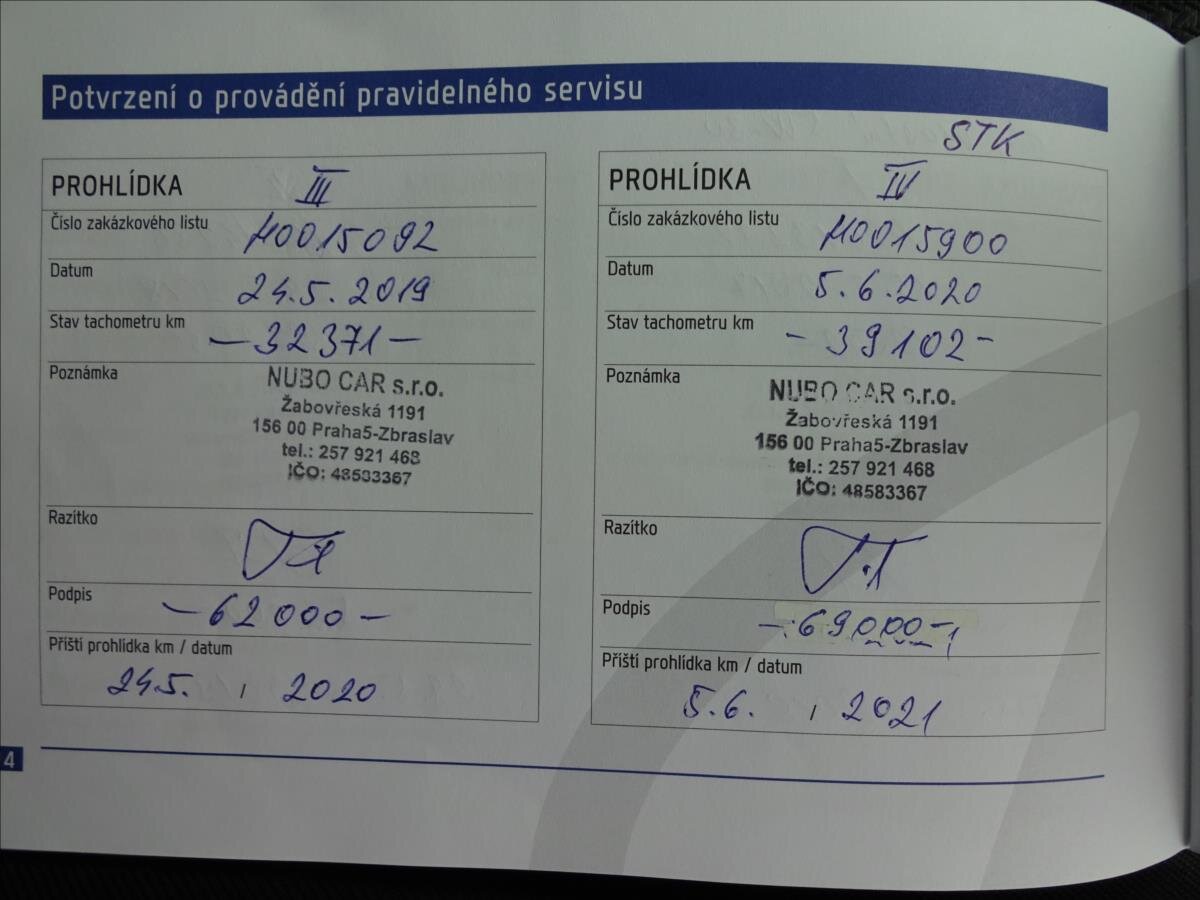 Potvrzení o provádění pravidelného servisu
STK
PROHLÍDKA III
Číslo zakázkového listu H0015092
Datum 24.5.2019
Stav tachometru km -32371-
Poznámka
NUBO CAR s.r.o.
Žabovřeská 1191
156 00 Praha5-Zbraslav
tel.: 257 921 468
IČO: 48583367
Razítko
Podpis
-62000-
Příští prohlídka km / datum
24.5. / 2020
PROHLÍDKA IV
Číslo zakázkového listu H0015900
Datum 5.6.2020
Stav tachometru km -39102-
Poznámka
NUBO CAR s.r.o.
Žabovřeská 1191
156 00 Praha5-Zbraslav
tel.: 257 921 468
IČO: 48583367
Razítko
Podpis
-69000-
Příští prohlídka km / datum
5.6. / 2021
4